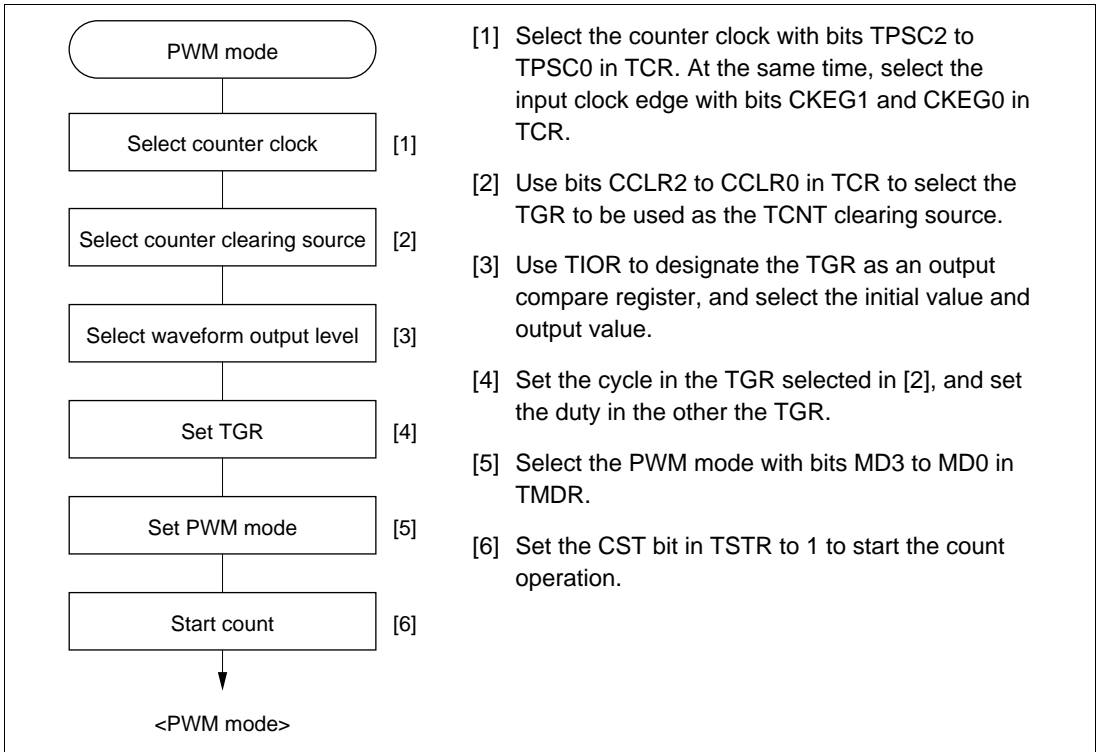 PWM mode
Select counter clock [1]
Select counter clearing source [2]
Select waveform output level [3]
Set TGR [4]
Set PWM mode [5]
Start count [6]
<PWM mode>
[1] Select the counter clock with bits TPSC2 to
TPSC0 in TCR. At the same time, select the
input clock edge with bits CKEG1 and CKEG0 in
TCR.
[2] Use bits CCLR2 to CCLR0 in TCR to select the
TGR to be used as the TCNT clearing source.
[3] Use TIOR to designate the TGR as an output
compare register, and select the initial value and
output value.
[4] Set the cycle in the TGR selected in [2], and set
the duty in the other the TGR.
[5] Select the PWM mode with bits MD3 to MD0 in
TMDR.
[6] Set the CST bit in TSTR to 1 to start the count
operation.